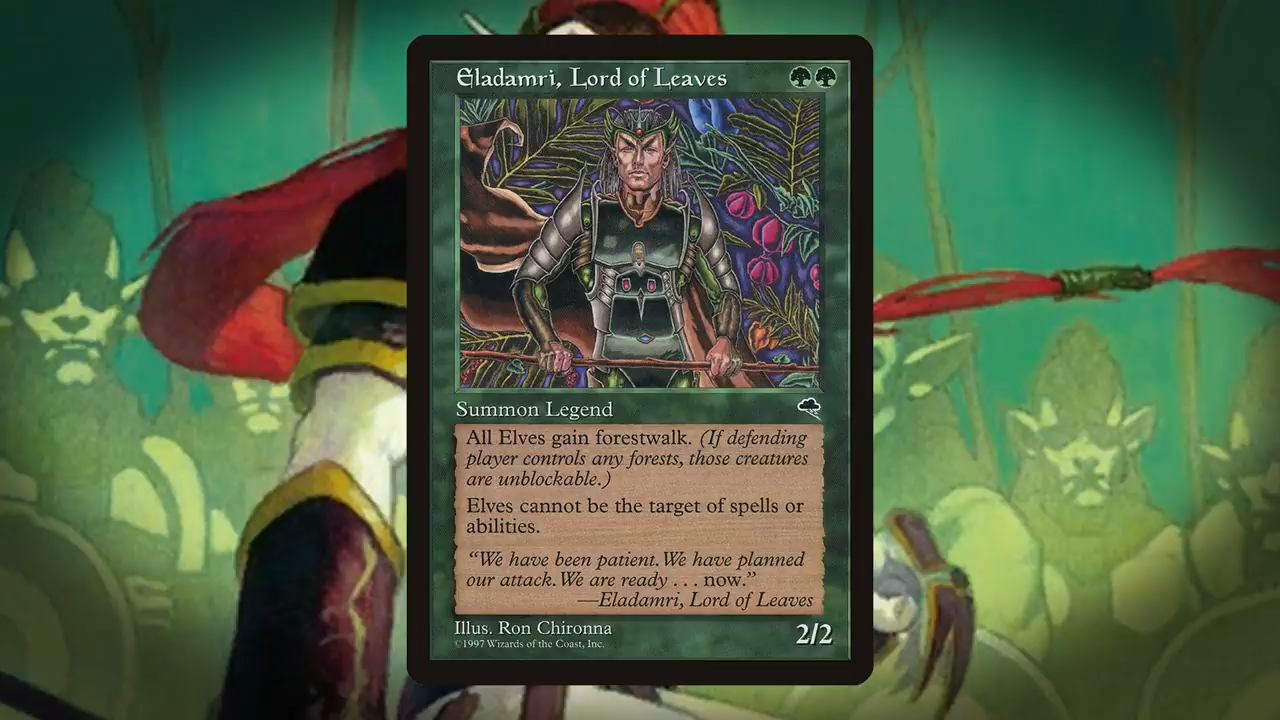 Eladamri, Lord of Leaves
Summon Legend
All Elves gain forestwalk. (If defending
player controls any forests, those creatures
are unblockable.)
Elves cannot be the target of spells or
abilities.
“We have been patient. We have planned
our attack. We are ready . . . now.”
—Eladamri, Lord of Leaves
Illus. Ron Chironna
©1997 Wizards of the Coast, Inc.
2/2